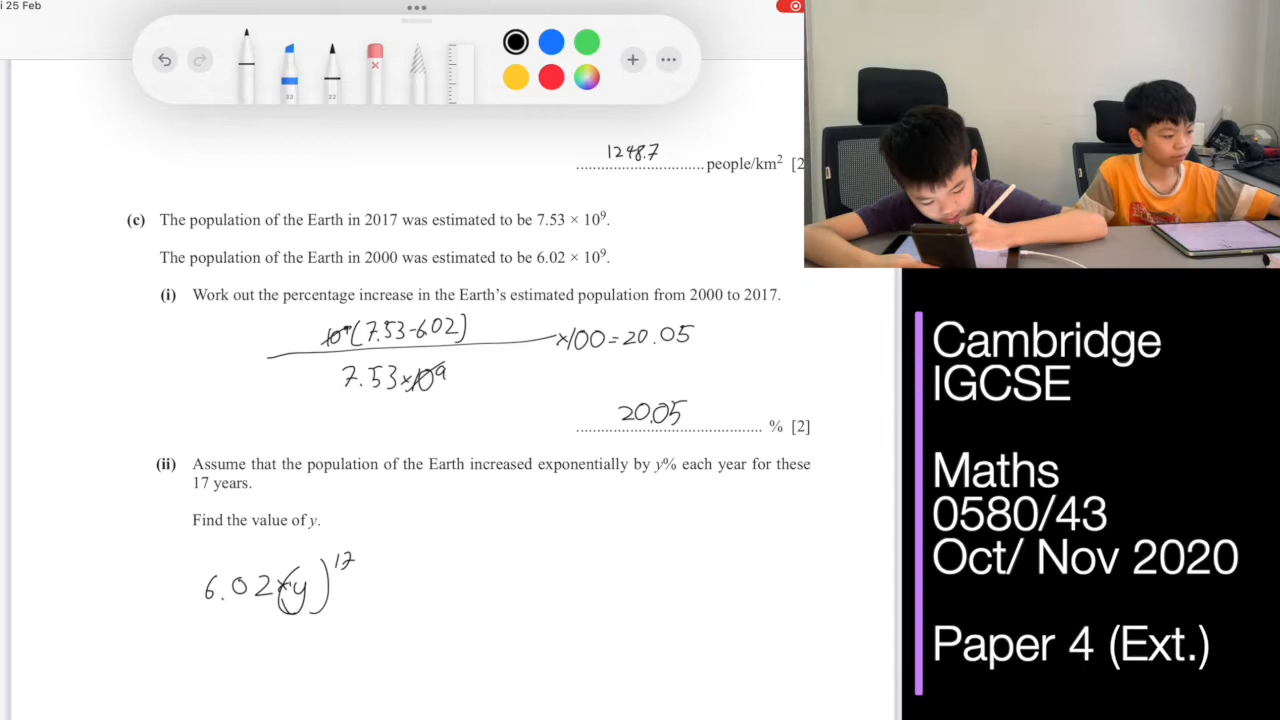 i 25 Feb
33
22
1248.7
people/km² [2
(c) The population of the Earth in 2017 was estimated to be 7.53 × 10⁹.
The population of the Earth in 2000 was estimated to be 6.02 × 10⁹.
(i) Work out the percentage increase in the Earth's estimated population from 2000 to 2017.
10⁹(7.53-6.02)
×100=20.05
7.53×10⁹
20.05
% [2]
(ii) Assume that the population of the Earth increased exponentially by y% each year for these
17 years.
Find the value of y.
6.02×(y)¹⁷
Cambridge
IGCSE
Maths
0580/43
Oct/ Nov 2020
Paper 4 (Ext.)